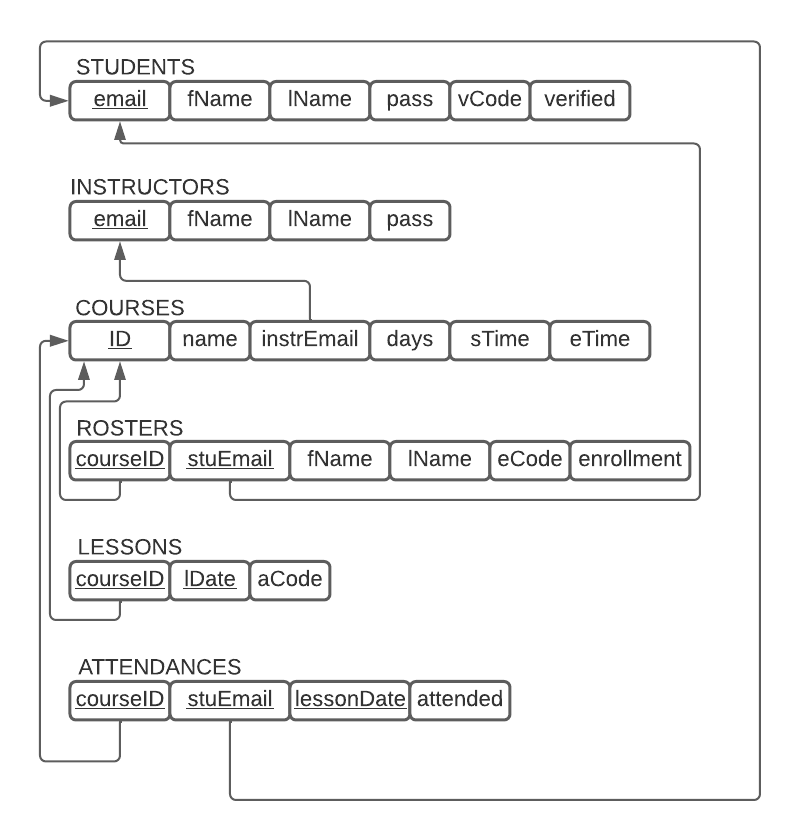 STUDENTS
email fName lName pass vCode verified
INSTRUCTORS
email fName lName pass
COURSES
ID name instrEmail days sTime eTime
ROSTERS
courseID stuEmail fName lName eCode enrollment
LESSONS
courseID lDate aCode
ATTENDANCES
courseID stuEmail lessonDate attended